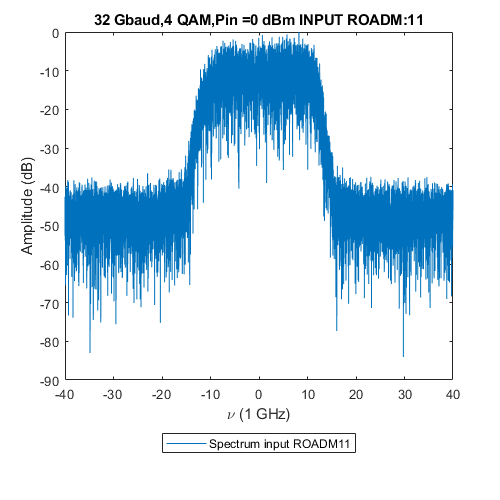 32 Gbaud,4 QAM,Pin =0 dBm INPUT ROADM:11
Amplitude (dB)
0
-10
-20
-30
-40
-50
-60
-70
-80
-90
-40 -30 -20 -10 0 10 20 30 40
ν (1 GHz)
Spectrum input ROADM11